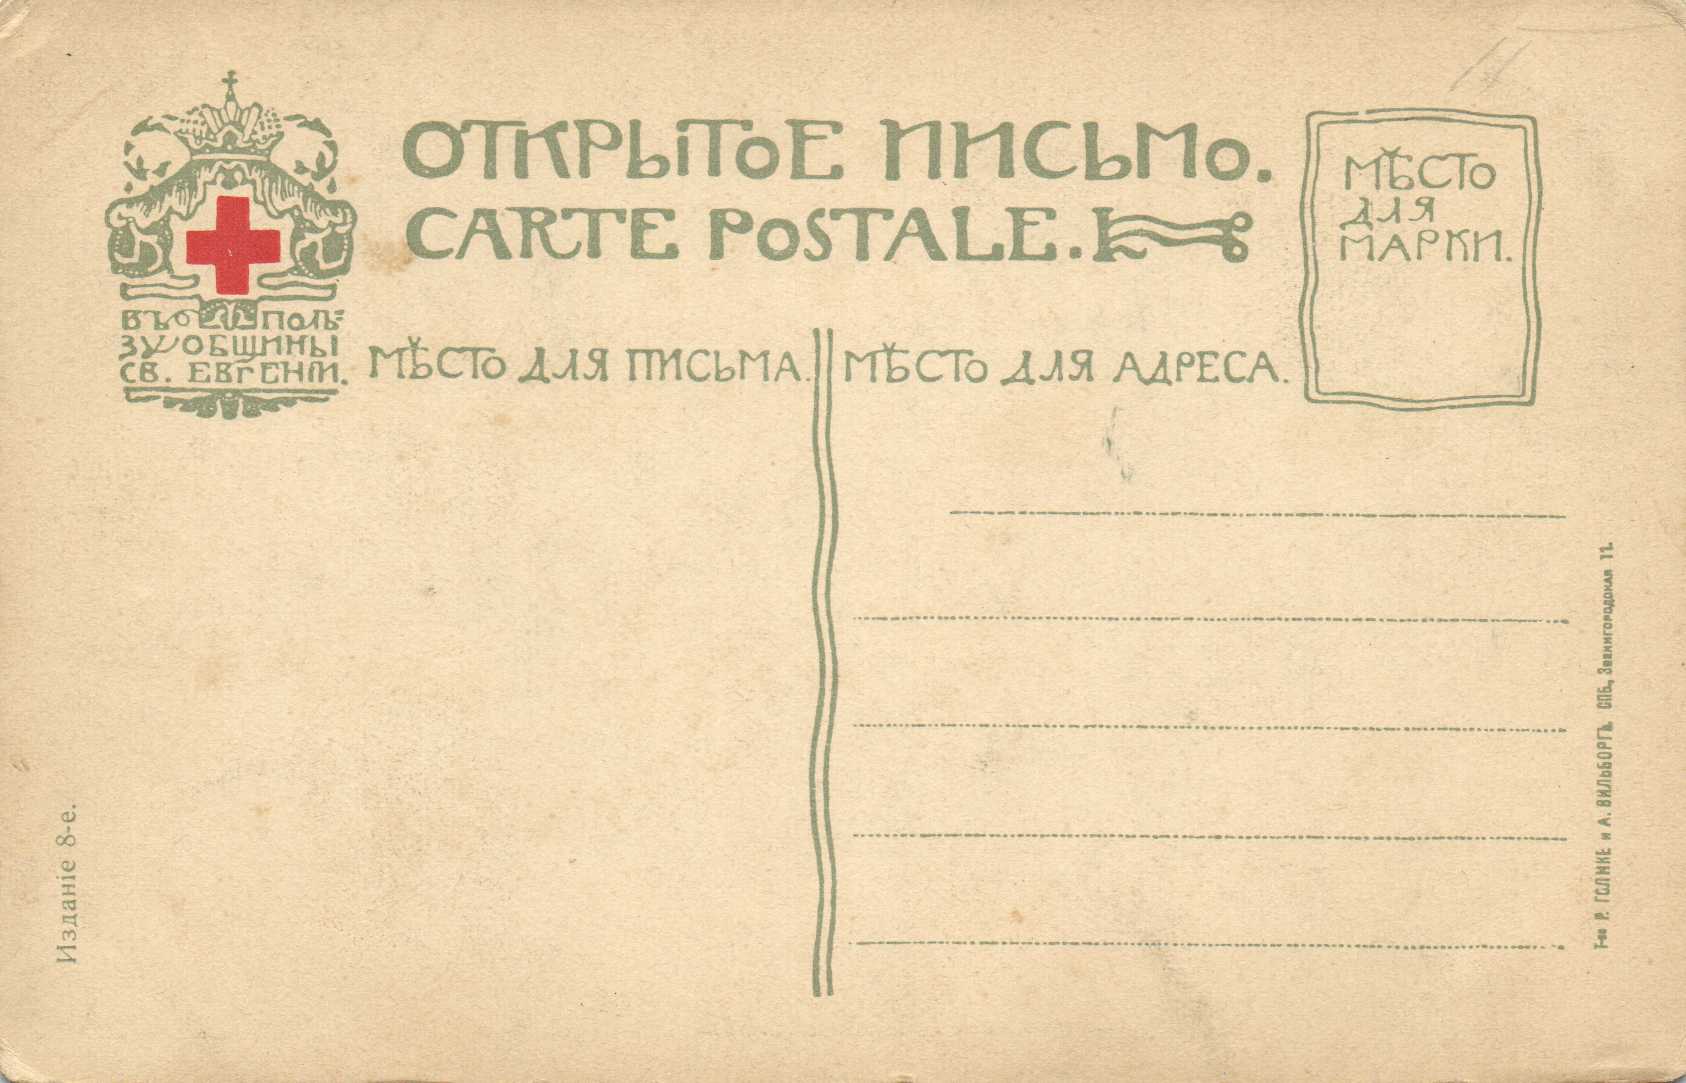 ОТКРЫТОЕ ПИСЬМО.
CARTE POSTALE.
МѢСТО
ДЛЯ
МАРКИ.
ВЪ ПОЛЬ=
ЗУ ОБЩИНЫ
СВ. ЕВГЕНІИ.
МѢСТО ДЛЯ ПИСЬМА.
МѢСТО ДЛЯ АДРЕСА.
Изданіе 8-е.
Т-во Р. ГОЛИКЕ и А. ВИЛЬБОРГЪ. СПБ., Звенигородская 11.